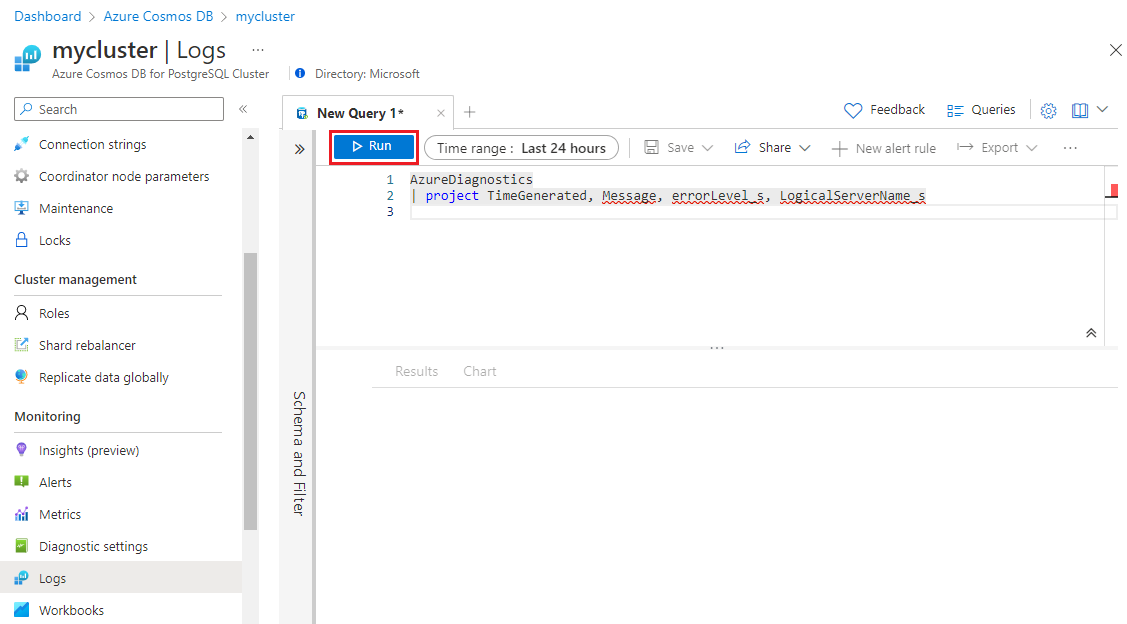 Dashboard > Azure Cosmos DB > mycluster
mycluster | Logs ...
Azure Cosmos DB for PostgreSQL Cluster
Directory: Microsoft
Search
Connection strings
Coordinator node parameters
Maintenance
Locks
Cluster management
Roles
Shard rebalancer
Replicate data globally
Monitoring
Insights (preview)
Alerts
Metrics
Diagnostic settings
Logs
Workbooks
New Query 1*
Feedback
Queries
Run
Time range : Last 24 hours
Save
Share
New alert rule
Export
...
1 AzureDiagnostics
2 | project TimeGenerated, Message, errorLevel_s, LogicalServerName_s
3
Schema and Filter
Results
Chart